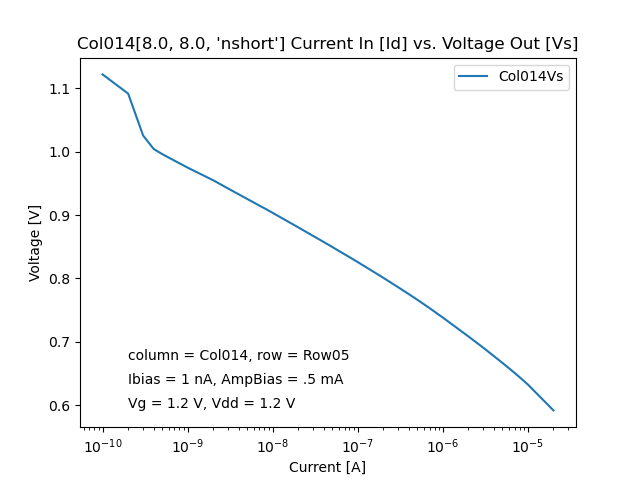 Col014[8.0, 8.0, 'nshort'] Current In [Id] vs. Voltage Out [Vs]
Col014Vs
1.1
1.0
0.9
0.8
0.7
0.6
Voltage [V]
column = Col014, row = Row05
Ibias = 1 nA, AmpBias = .5 mA
Vg = 1.2 V, Vdd = 1.2 V
10⁻¹⁰ 10⁻⁹ 10⁻⁸ 10⁻⁷ 10⁻⁶ 10⁻⁵
Current [A]